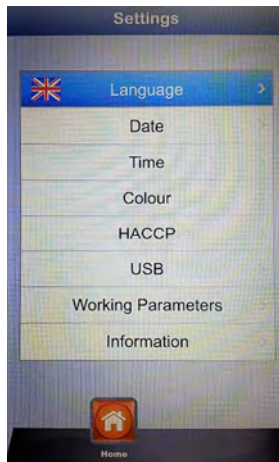 Settings
Language
Date
Time
Colour
HACCP
USB
Working Parameters
Information
Home